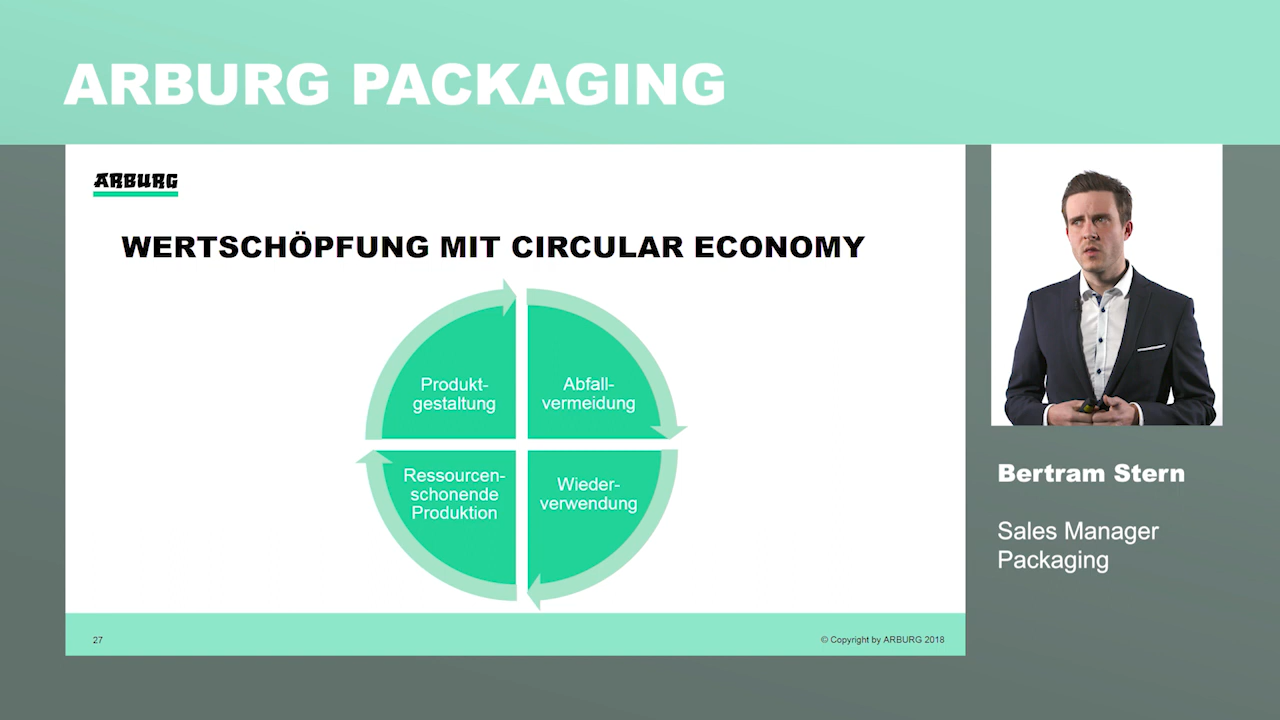 ARBURG PACKAGING
ARBURG
WERTSCHÖPFUNG MIT CIRCULAR ECONOMY
Produkt-
gestaltung
Abfall-
vermeidung
Ressourcen-
schonende
Produktion
Wieder-
verwendung
27
© Copyright by ARBURG 2018
Bertram Stern
Sales Manager
Packaging